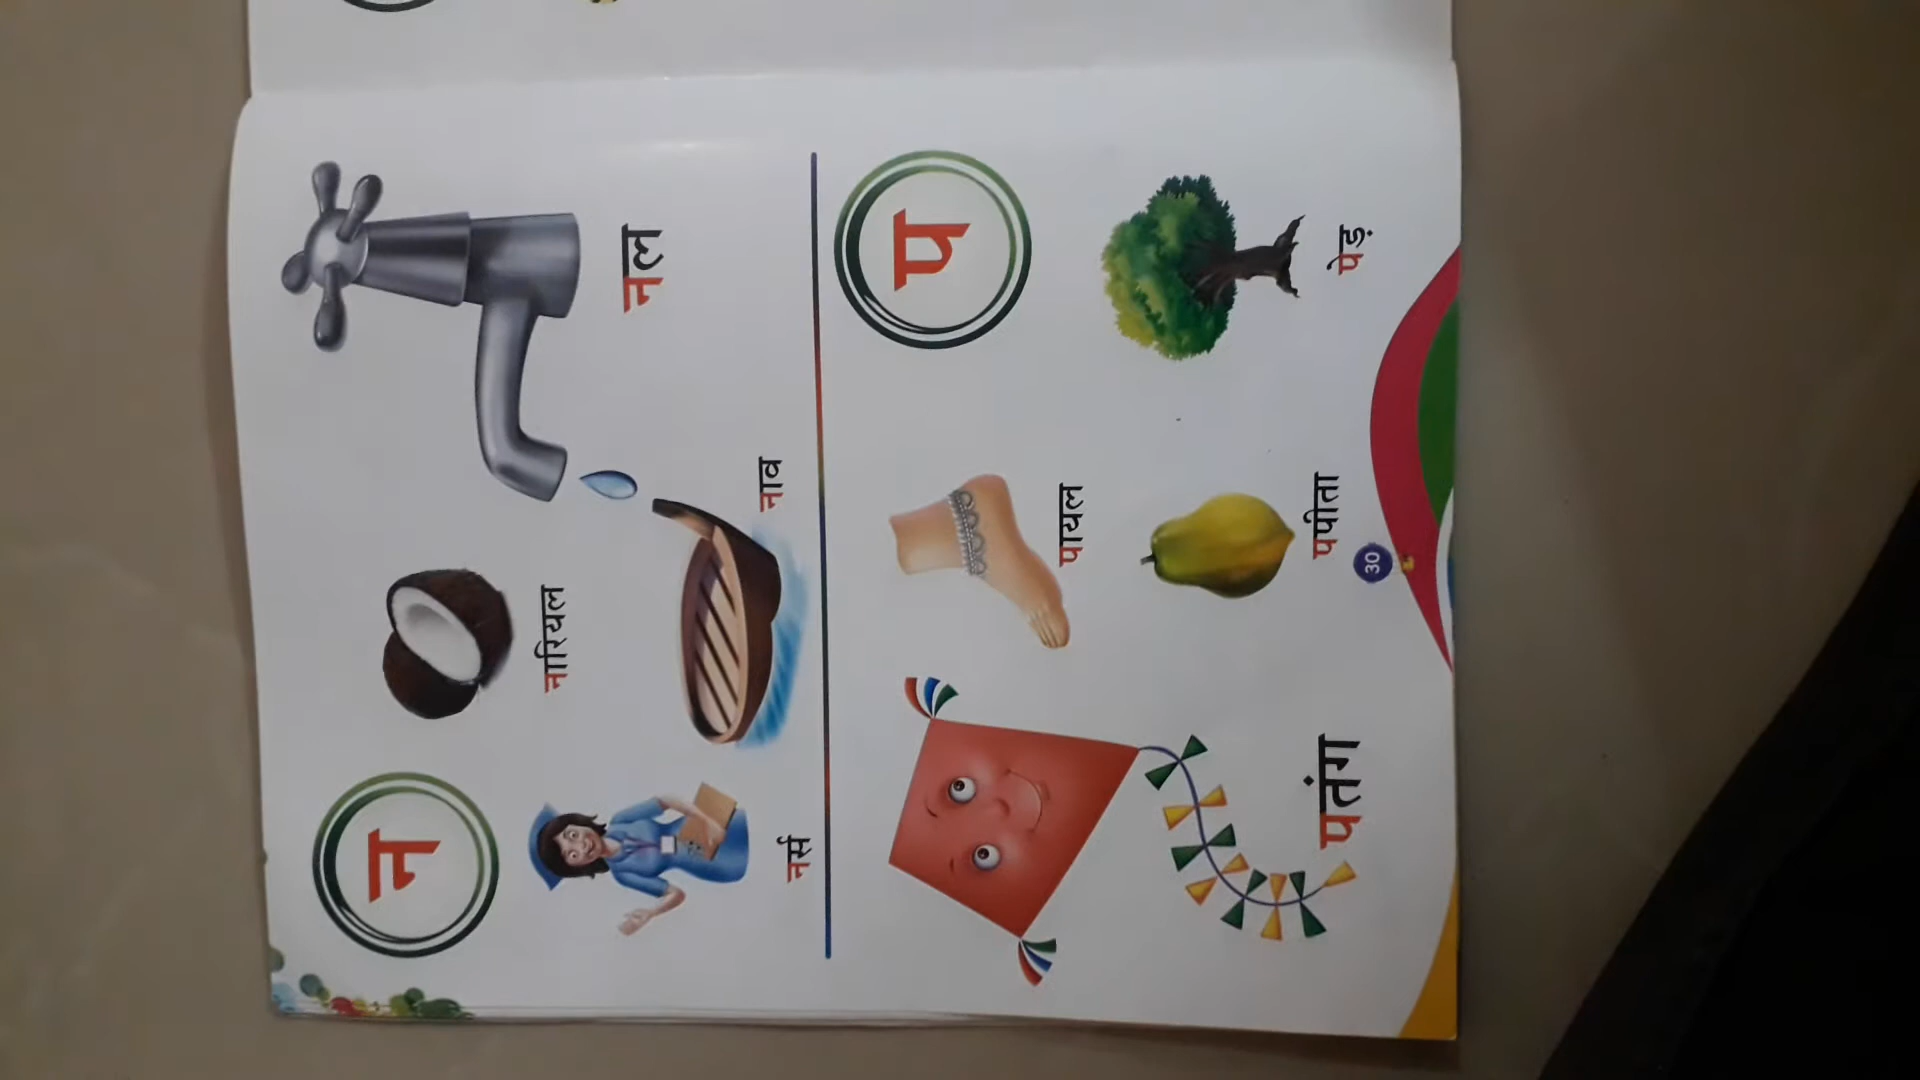 न
नल
नारियल
नाव
नर्स
प
पेड़
पायल
पपीता
पतंग
30